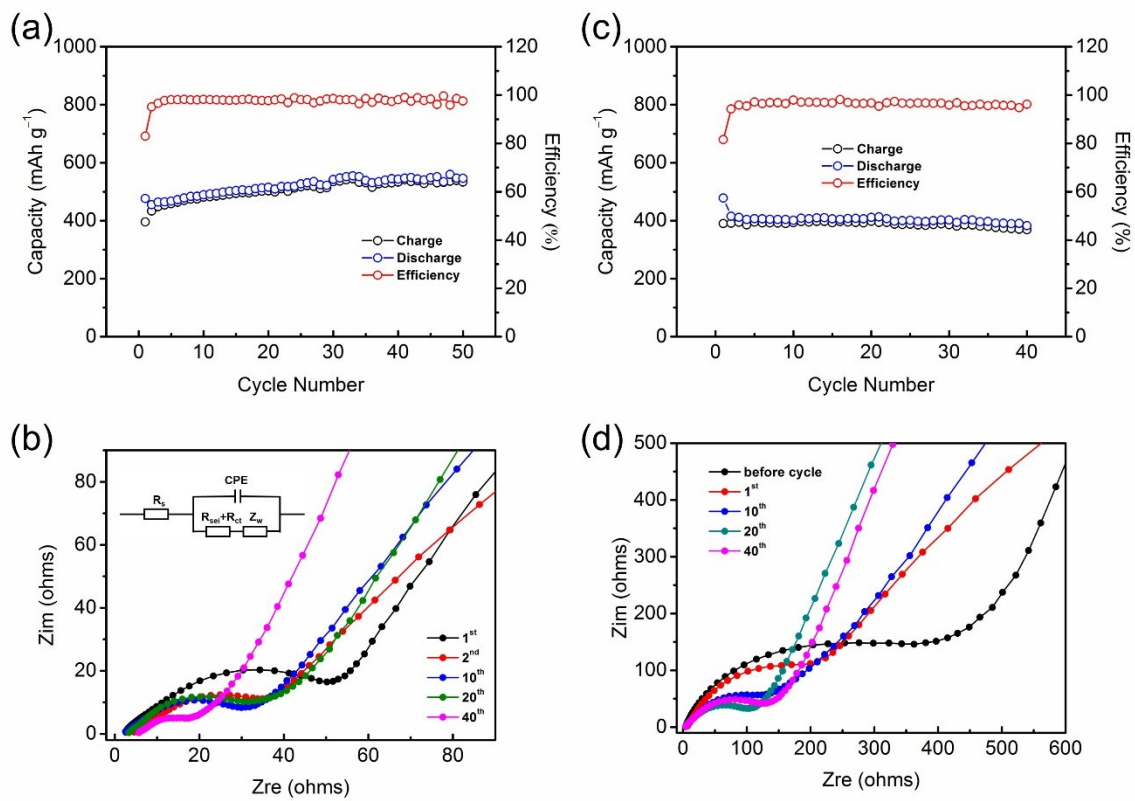 (a)
1000
800
600
400
200
0
Capacity (mAh g⁻¹)
120
100
80
60
40
20
0
Efficiency (%)
Charge
Discharge
Efficiency
0 10 20 30 40 50
Cycle Number
(c)
1000
800
600
400
200
0
Capacity (mAh g⁻¹)
120
100
80
60
40
20
0
Efficiency (%)
Charge
Discharge
Efficiency
0 10 20 30 40
Cycle Number
(b)
80
60
40
20
0
Zim (ohms)
CPE
Rs
Rsei+Rct Zw
1st
2nd
10th
20th
40th
0 20 40 60 80
Zre (ohms)
(d)
500
400
300
200
100
0
Zim (ohms)
before cycle
1st
10th
20th
40th
0 100 200 300 400 500 600
Zre (ohms)